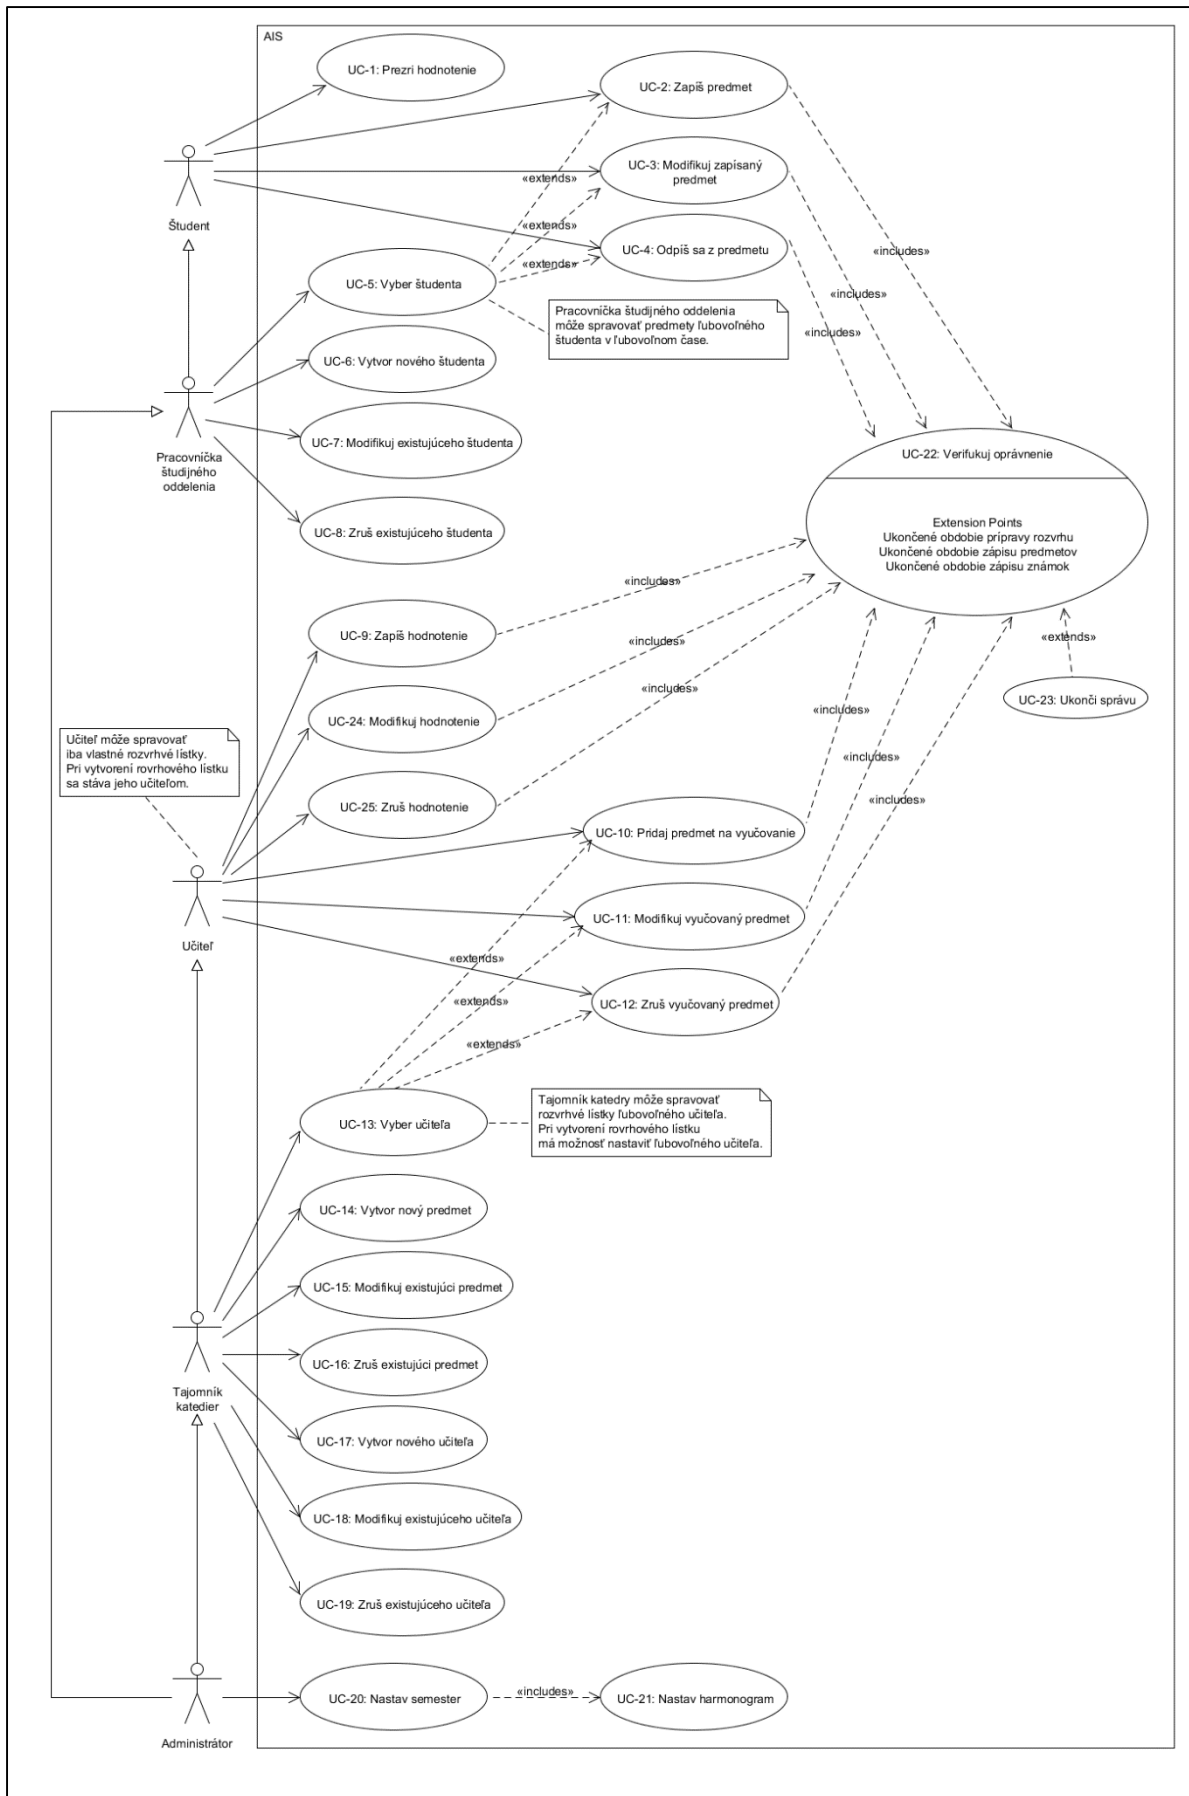 AIS
UC-1: Prezri hodnotenie
UC-2: Zapíš predmet
UC-3: Modifikuj zapísaný
predmet
«extends»
Študent
«extends»
UC-4: Odpíš sa z predmetu
«includes»
«extends»
UC-5: Vyber študenta
«includes»
Pracovníčka študijného oddelenia
môže spravovať predmety ľubovoľného
študenta v ľubovoľnom čase.
«includes»
UC-6: Vytvor nového študenta
UC-7: Modifikuj existujúceho študenta
Pracovníčka
študijného
oddelenia
UC-22: Verifukuj oprávnenie
Extension Points
Ukončené obdobie prípravy rozvrhu
Ukončené obdobie zápisu predmetov
Ukončené obdobie zápisu známok
UC-8: Zruš existujúceho študenta
«includes»
UC-9: Zapíš hodnotenie
«includes»
«extends»
«includes»
UC-23: Ukonči správu
UC-24: Modifikuj hodnotenie
«includes»
Učiteľ môže spravovať
iba vlastné rozvrhvé lístky.
Pri vytvorení rovrhového lístku
sa stáva jeho učiteľom.
«includes»
«includes»
UC-25: Zruš hodnotenie
UC-10: Pridaj predmet na vyučovanie
UC-11: Modifikuj vyučovaný predmet
Učiteľ
«extends»
«extends»
UC-12: Zruš vyučovaný predmet
«extends»
UC-13: Vyber učiteľa
Tajomník katedry môže spravovať
rozvrhvé lístky ľubovoľného učiteľa.
Pri vytvorení rovrhového lístku
má možnosť nastaviť ľubovoľného učiteľa.
UC-14: Vytvor nový predmet
UC-15: Modifikuj existujúci predmet
UC-16: Zruš existujúci predmet
Tajomník
katedier
UC-17: Vytvor nového učiteľa
UC-18: Modifikuj existujúceho učiteľa
UC-19: Zruš existujúceho učiteľa
UC-20: Nastav semester
«includes»
UC-21: Nastav harmonogram
Administrátor